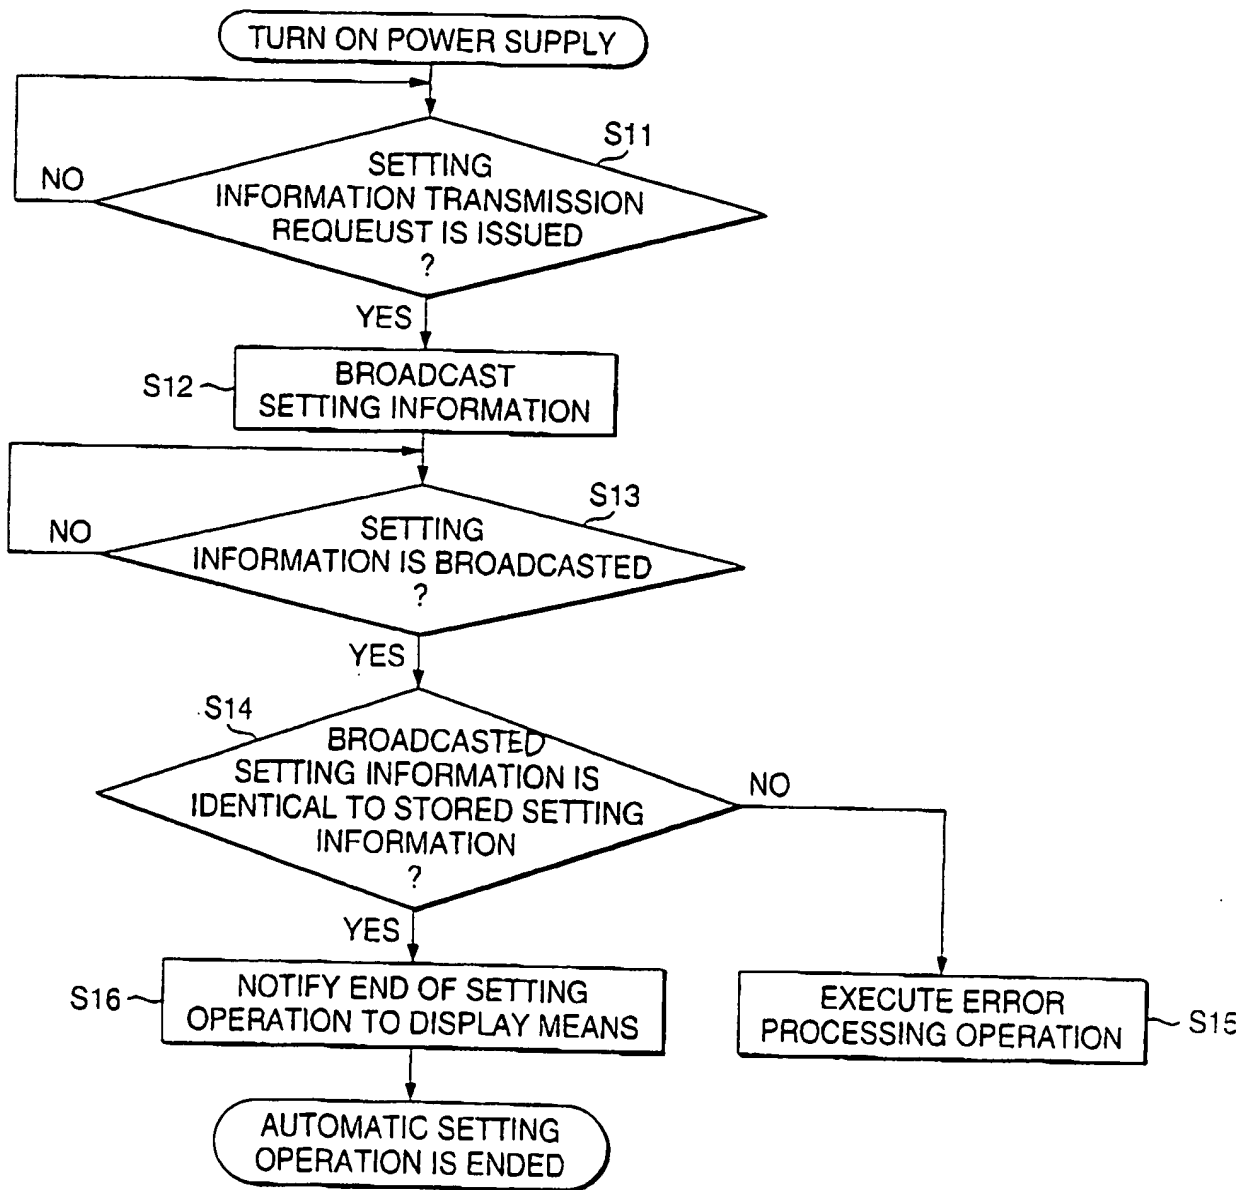 TURN ON POWER SUPPLY
S11
SETTING
INFORMATION TRANSMISSION
REQUEUST IS ISSUED
?
NO
YES
S12
BROADCAST
SETTING INFORMATION
S13
SETTING
INFORMATION IS BROADCASTED
?
NO
YES
S14
BROADCASTED
SETTING INFORMATION IS
IDENTICAL TO STORED SETTING
INFORMATION
?
NO
YES
S16
NOTIFY END OF SETTING
OPERATION TO DISPLAY MEANS
EXECUTE ERROR
PROCESSING OPERATION
S15
AUTOMATIC SETTING
OPERATION IS ENDED